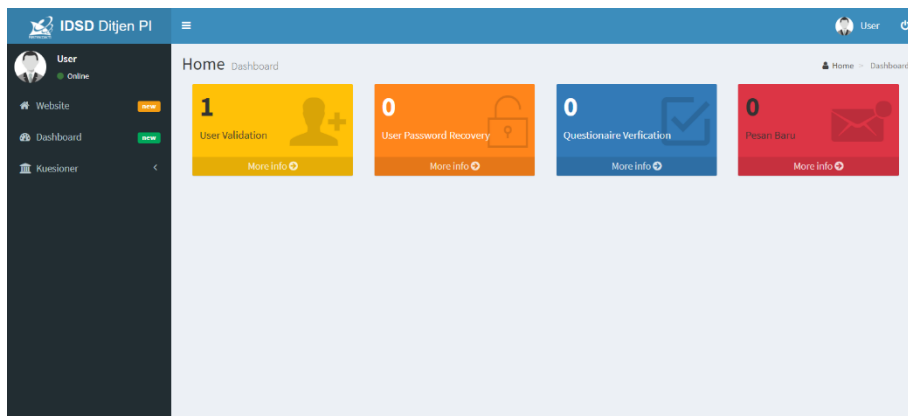 IDSD Ditjen PI
User
User
Online
Home Dashboard
Home > Dashboard
Website new
Dashboard new
Kuesioner
1
User Validation
More info
0
User Password Recovery
More info
0
Questionaire Verfication
More info
0
Pesan Baru
More info